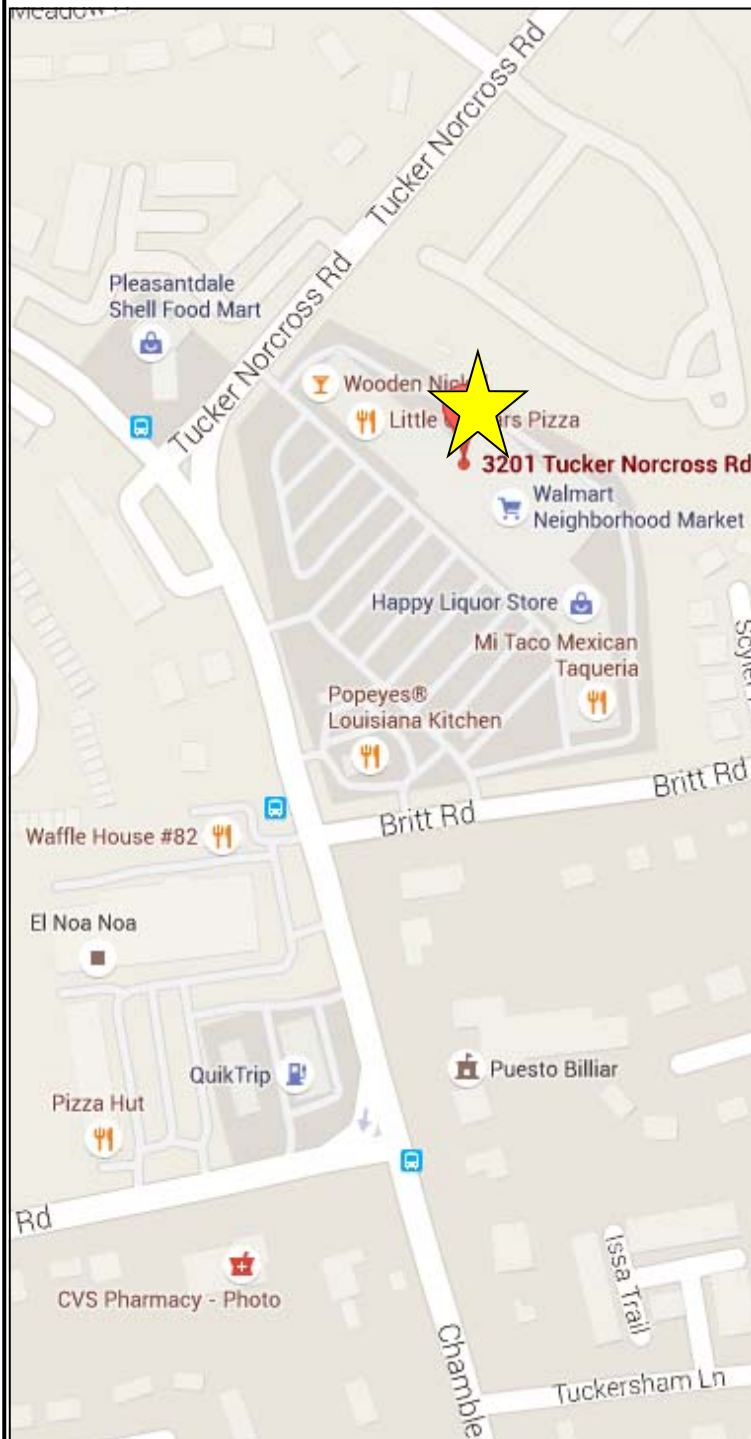 Tucker Norcross Rd
Pleasantdale
Shell Food Mart
Tucker Norcross Rd
Tucker Norcross Rd
Wooden
Little
Pizza
3201 Tucker Norcross Rd
Walmart
Neighborhood Market
Happy Liquor Store
Mi Taco Mexican
Taqueria
Popeyes®
Louisiana Kitchen
Britt Rd
Britt Rd
Waffle House #82
El Noa Noa
QuikTrip
Puesto Billiar
Pizza Hut
Rd
CVS Pharmacy - Photo
Issa Trail
Chamble
Tuckersham Ln